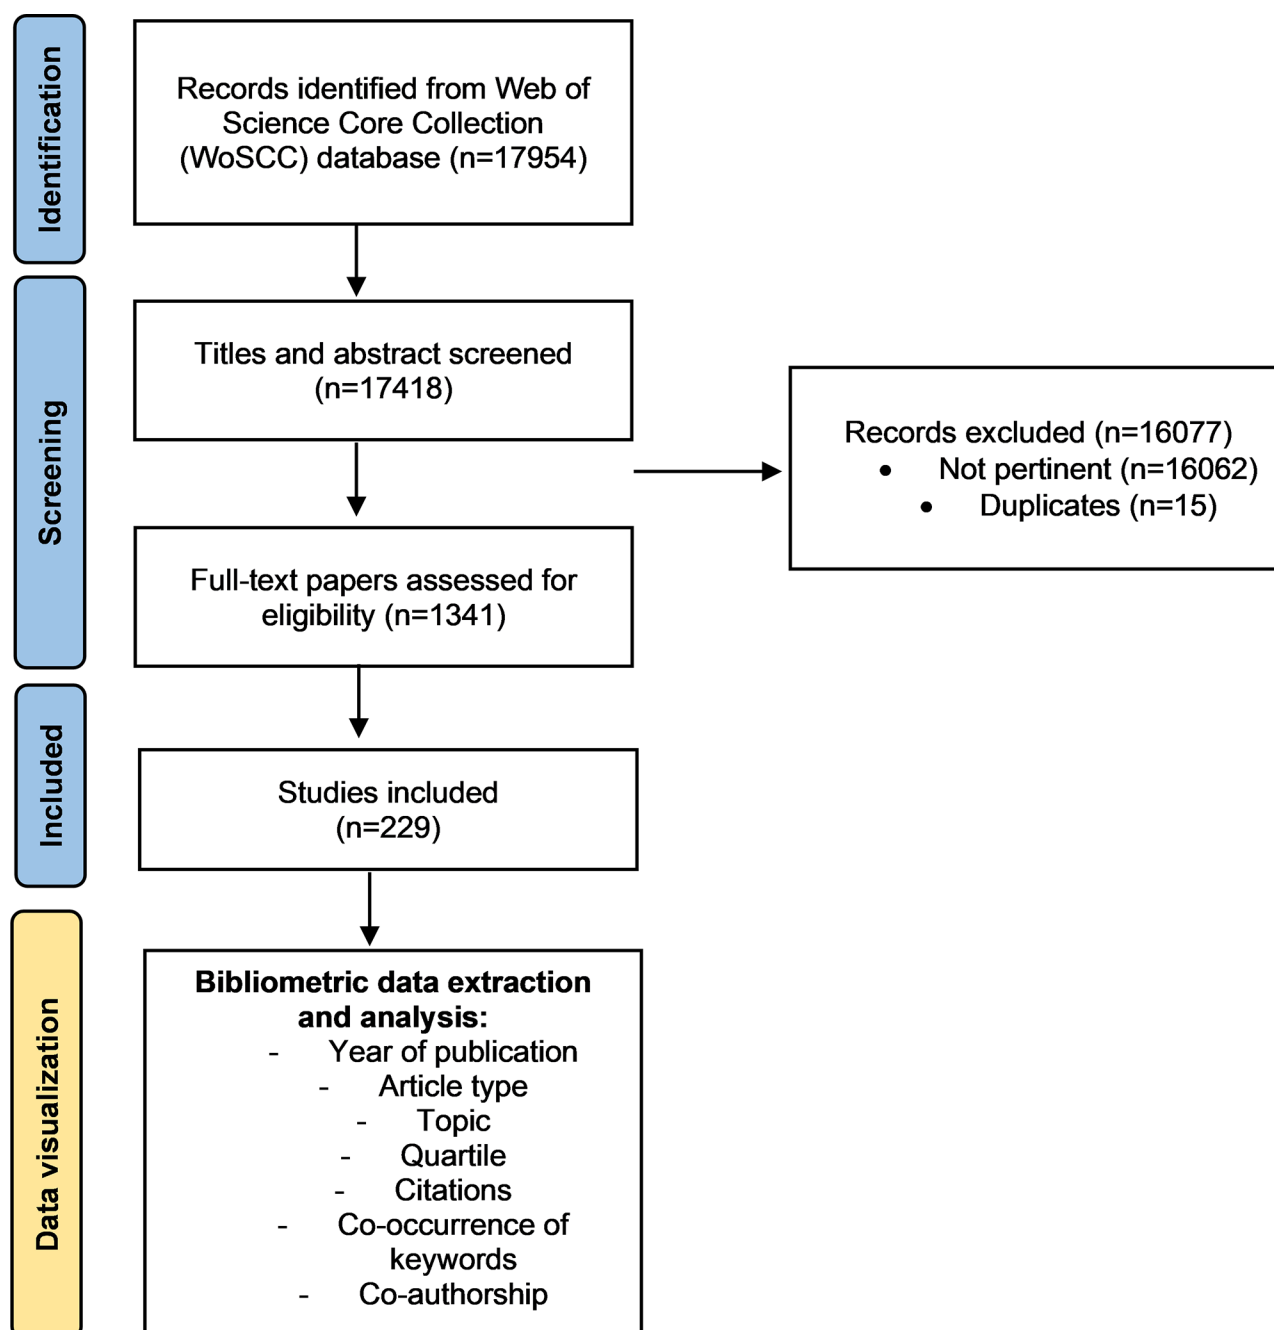 Identification
Records identified from Web of
Science Core Collection
(WoSCC) database (n=17954)
Screening
Titles and abstract screened
(n=17418)
Records excluded (n=16077)
• Not pertinent (n=16062)
• Duplicates (n=15)
Full-text papers assessed for
eligibility (n=1341)
Included
Studies included
(n=229)
Data visualization
Bibliometric data extraction
and analysis:
- Year of publication
- Article type
- Topic
- Quartile
- Citations
- Co-occurrence of
keywords
- Co-authorship